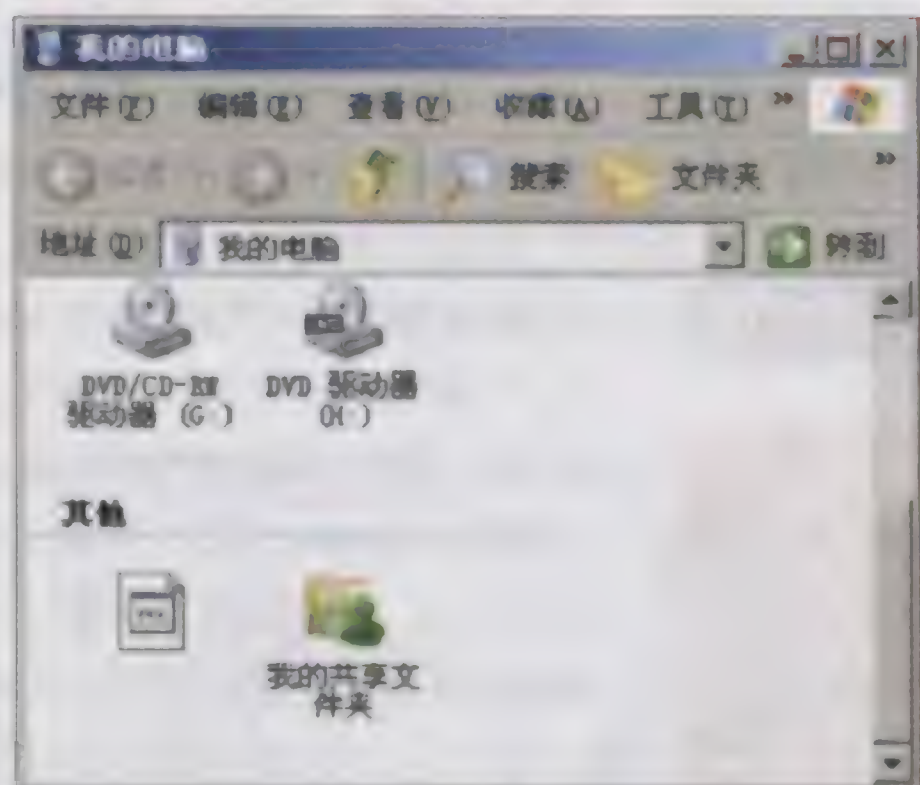 我的电脑
文件(F) 编辑(E) 查看(V) 收藏(A) 工具(T) »
搜索 文件夹 »
地址(D) 我的电脑 转到
DVD/CD-RW DVD 驱动器
驱动器 (G:) (H:)
其他
我的共享文
件夹